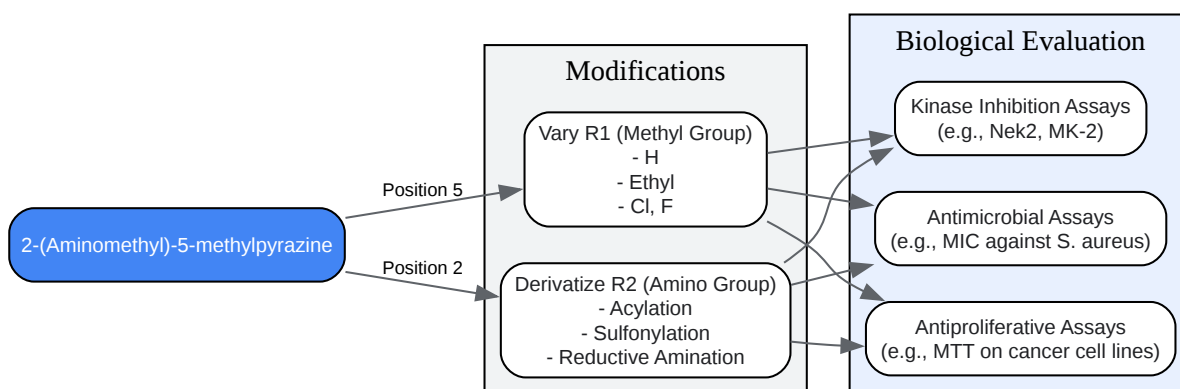 2-(Aminomethyl)-5-methylpyrazine
Position 5
Position 2
Modifications
Vary R1 (Methyl Group)
- H
- Ethyl
- Cl, F
Derivatize R2 (Amino Group)
- Acylation
- Sulfonylation
- Reductive Amination
Biological Evaluation
Kinase Inhibition Assays
(e.g., Nek2, MK-2)
Antimicrobial Assays
(e.g., MIC against S. aureus)
Antiproliferative Assays
(e.g., MTT on cancer cell lines)